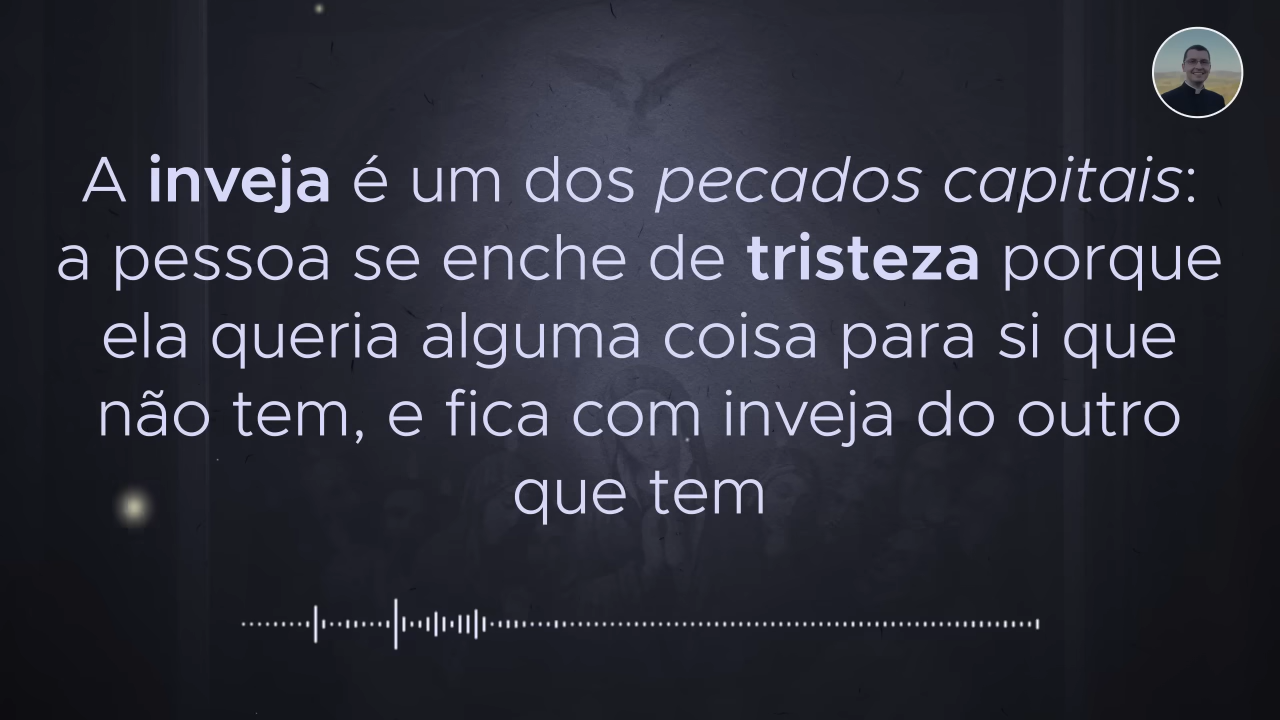 A inveja é um dos pecados capitais:
a pessoa se enche de tristeza porque
ela queria alguma coisa para si que
não tem, e fica com inveja do outro
que tem